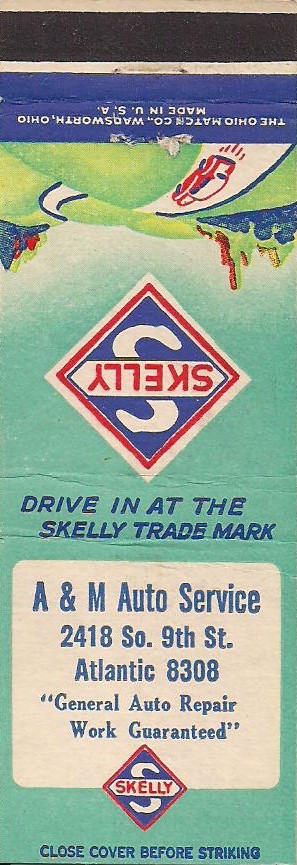 THE OHIO MATCH CO., WADSWORTH, OHIO
MADE IN U.S.A.
SKELLY
S
DRIVE IN AT THE
SKELLY TRADE MARK
A & M Auto Service
2418 So. 9th St.
Atlantic 8308
"General Auto Repair
Work Guaranteed"
SKELLY
S
CLOSE COVER BEFORE STRIKING